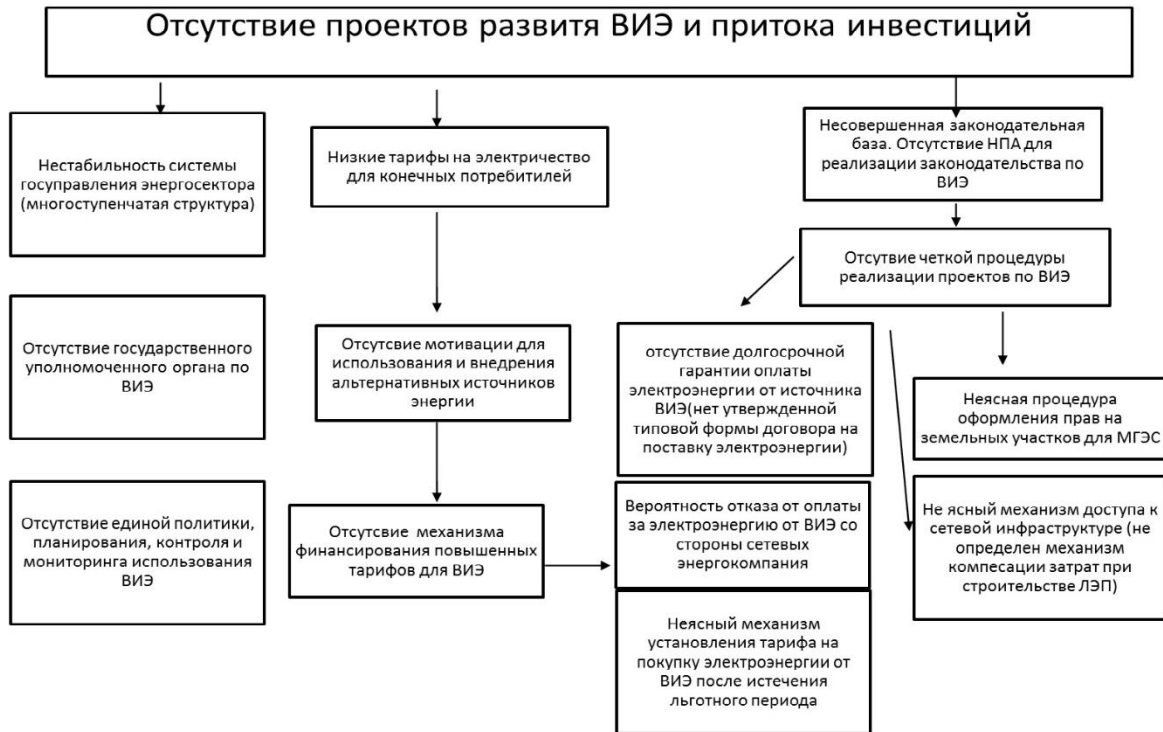 Отсутствие проектов развитя ВИЭ и притока инвестиций
Нестабильность системы
госуправления энергосектора
(многоступенчатая структура)
Отсутствие государственного
уполномоченного органа по
ВИЭ
Отсутствие единой политики,
планирования, контроля и
мониторинга использования
ВИЭ
Низкие тарифы на электричество
для конечных потребитилей
Отсутсвие мотивации для
использования и внедрения
альтернативных источников
энергии
Отсутсвие механизма
финансирования повышенных
тарифов для ВИЭ
Несовершенная законодательная
база. Отсутствие НПА для
реализации законодательства по
ВИЭ
Отсутвие четкой процедуры
реализации проектов по ВИЭ
отсутствие долгосрочной
гарантии оплаты
электроэнергии от источника
ВИЭ(нет утвержденной
типовой формы договора на
поставку электроэнергии)
Вероятность отказа от оплаты
за электроэнергию от ВИЭ со
стороны сетевых
энергокомпания
Неясный механизм
установления тарифа на
покупку электроэнергии от
ВИЭ после истечения
льготного периода
Неясная процедура
оформления прав на
земельных участков для МГЭС
Не ясный механизм доступа к
сетевой инфраструктуре (не
определен механизм
компесации затрат при
строительстве ЛЭП)